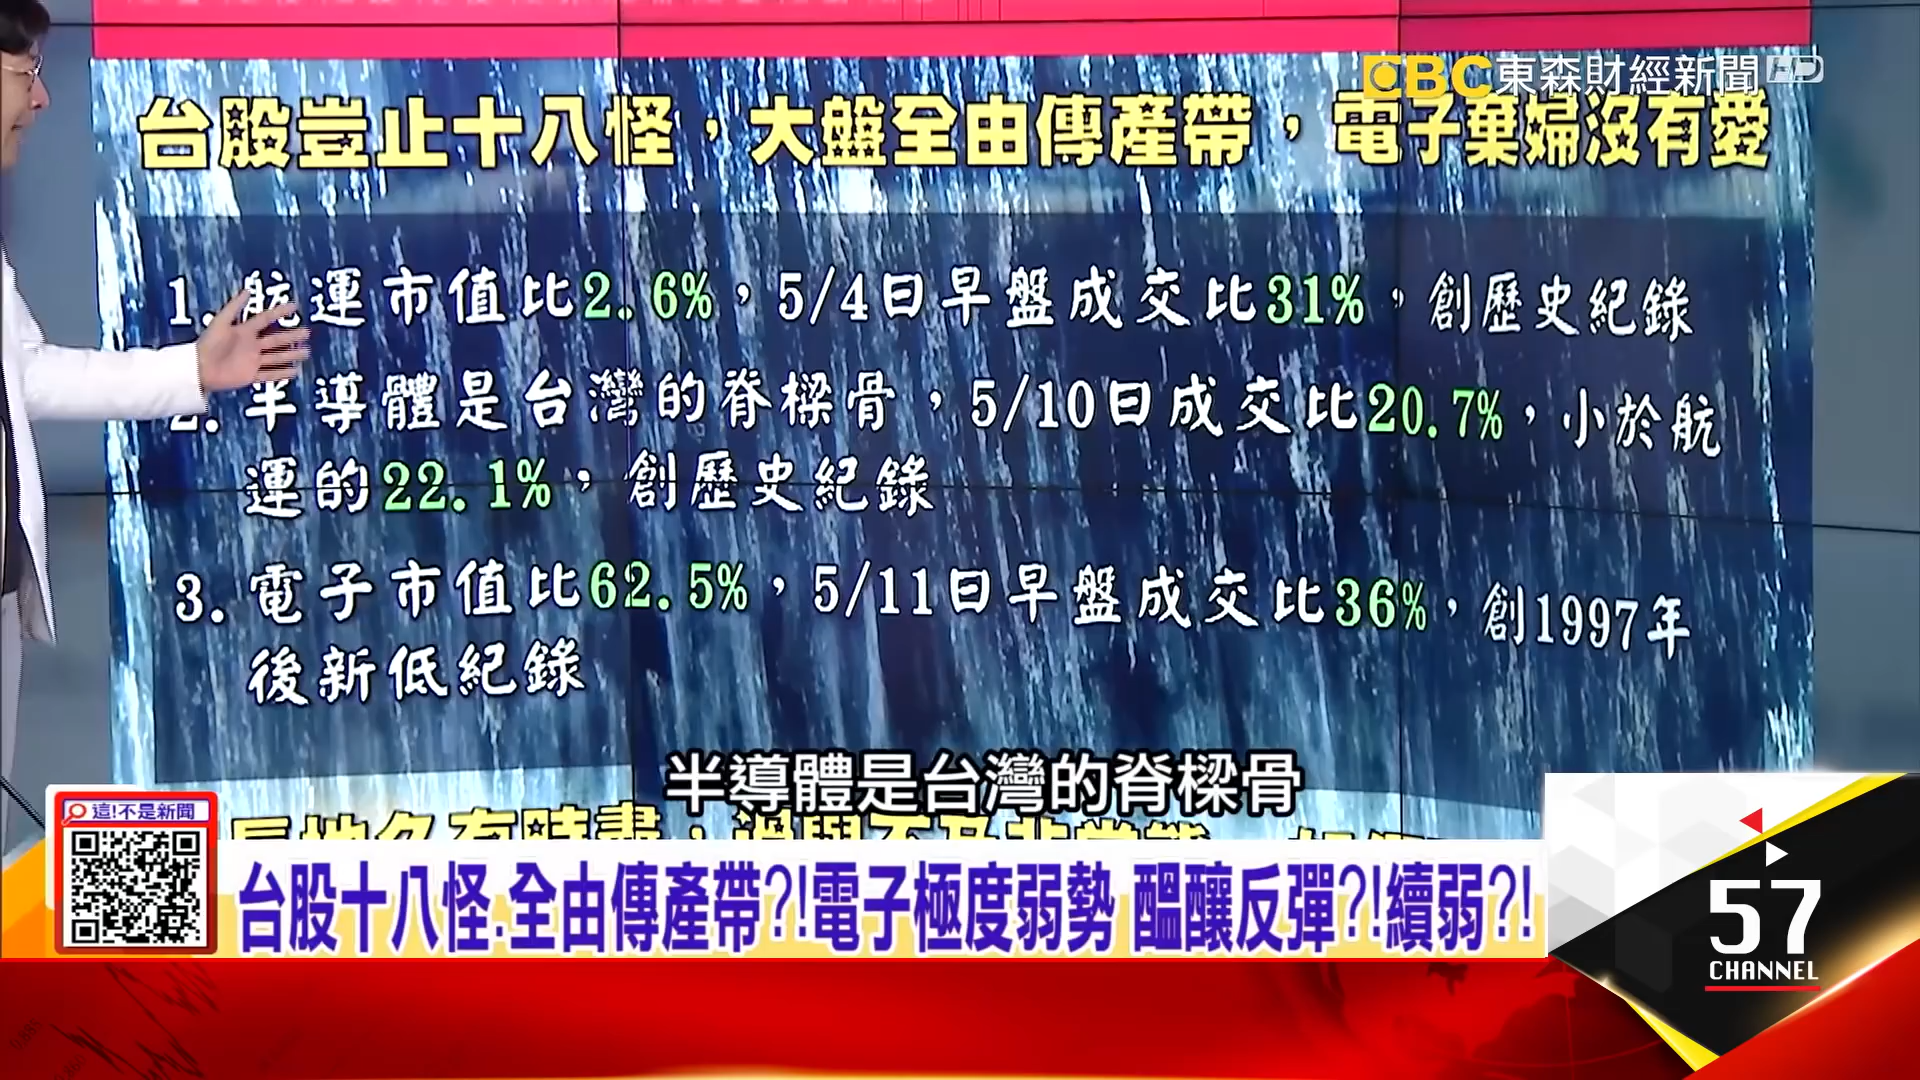 EBC東森財經新聞HD
台股豈止十八怪，大盤全由傳產帶，電子棄婦沒有愛
1. 航運市值比2.6%，5/4日早盤成交比31%，創歷史紀錄
2. 半導體是台灣的脊樑骨，5/10日成交比20.7%，小於航
運的22.1%，創歷史紀錄
3. 電子市值比62.5%，5/11日早盤成交比36%，創1997年
後新低紀錄
半導體是台灣的脊樑骨
這!不是新聞
台股十八怪.全由傳產帶?!電子極度弱勢 醞釀反彈?!續弱?!
57
CHANNEL